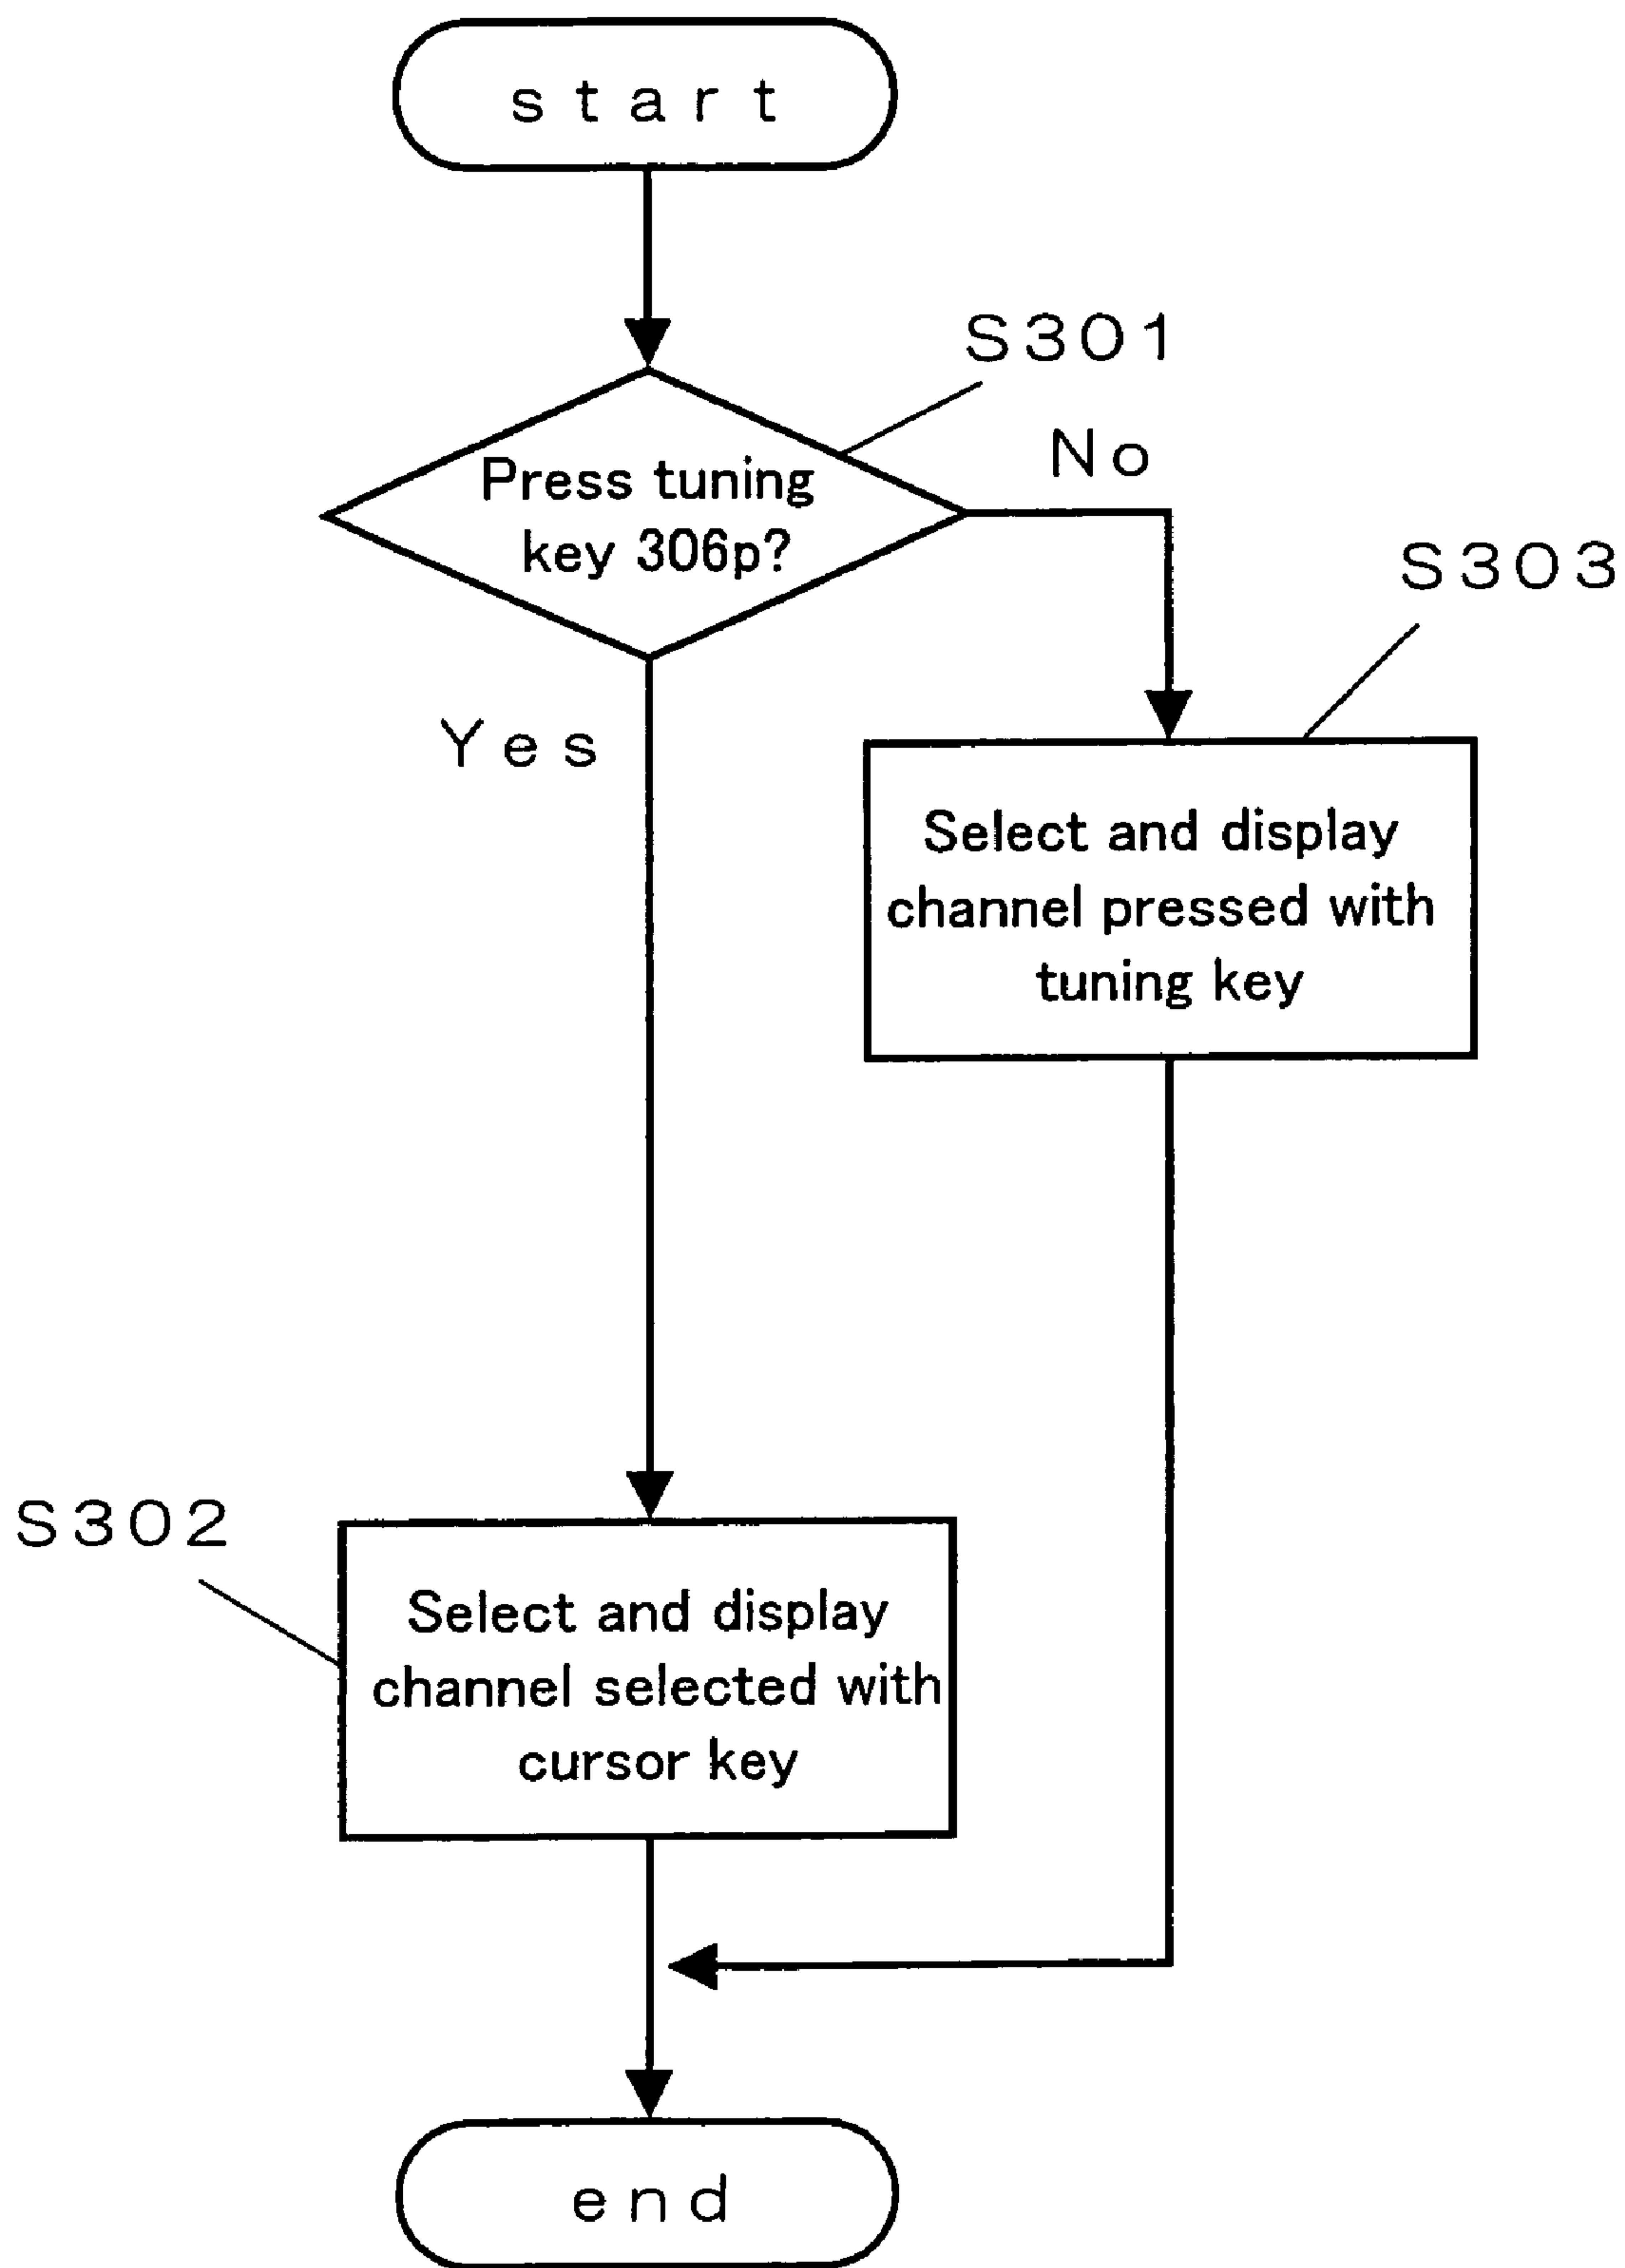 start
S301
Press tuning
key 306p?
No
Yes
S303
Select and display
channel pressed with
tuning key
S302
Select and display
channel selected with
cursor key
end